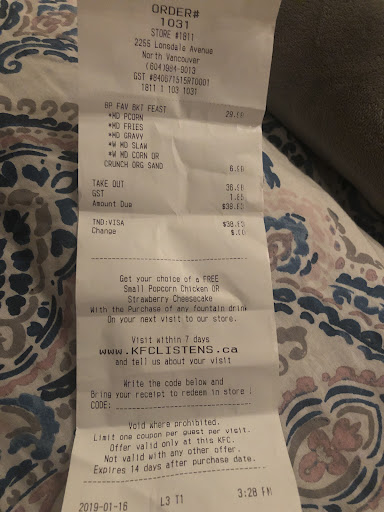 ORDER#
1031
STORE #1811
2255 Lonsdale Avenue
North Vancouver
(604)984-9013
GST #840871515RT0001
1811 1 103 1031
8P FAV BKT FEAST
*MD PCORN
*MD FRIES
*MD GRAVY
*W MD SLAW
*W MD CORN OR
CRUNCH ORG SAND
TAKE OUT
GST
Amount Due
TND:VISA
Change
Get your choice of a FREE
Small Popcorn Chicken OR
Strawberry Cheesecake
With the Purchase of any fountain drink
On your next visit to our store.
Visit within 7 days
www.KFCLISTENS.ca
and tell us about your visit
Write the code below and
Bring your receipt to redeem in store
CODE:
Void where prohibited.
Limit one coupon per guest per visit.
Offer valid only at this KFC.
Not valid with any other offer.
Expires 14 days after purchase date.
2019-01-16 L3 T1 3:28 PM